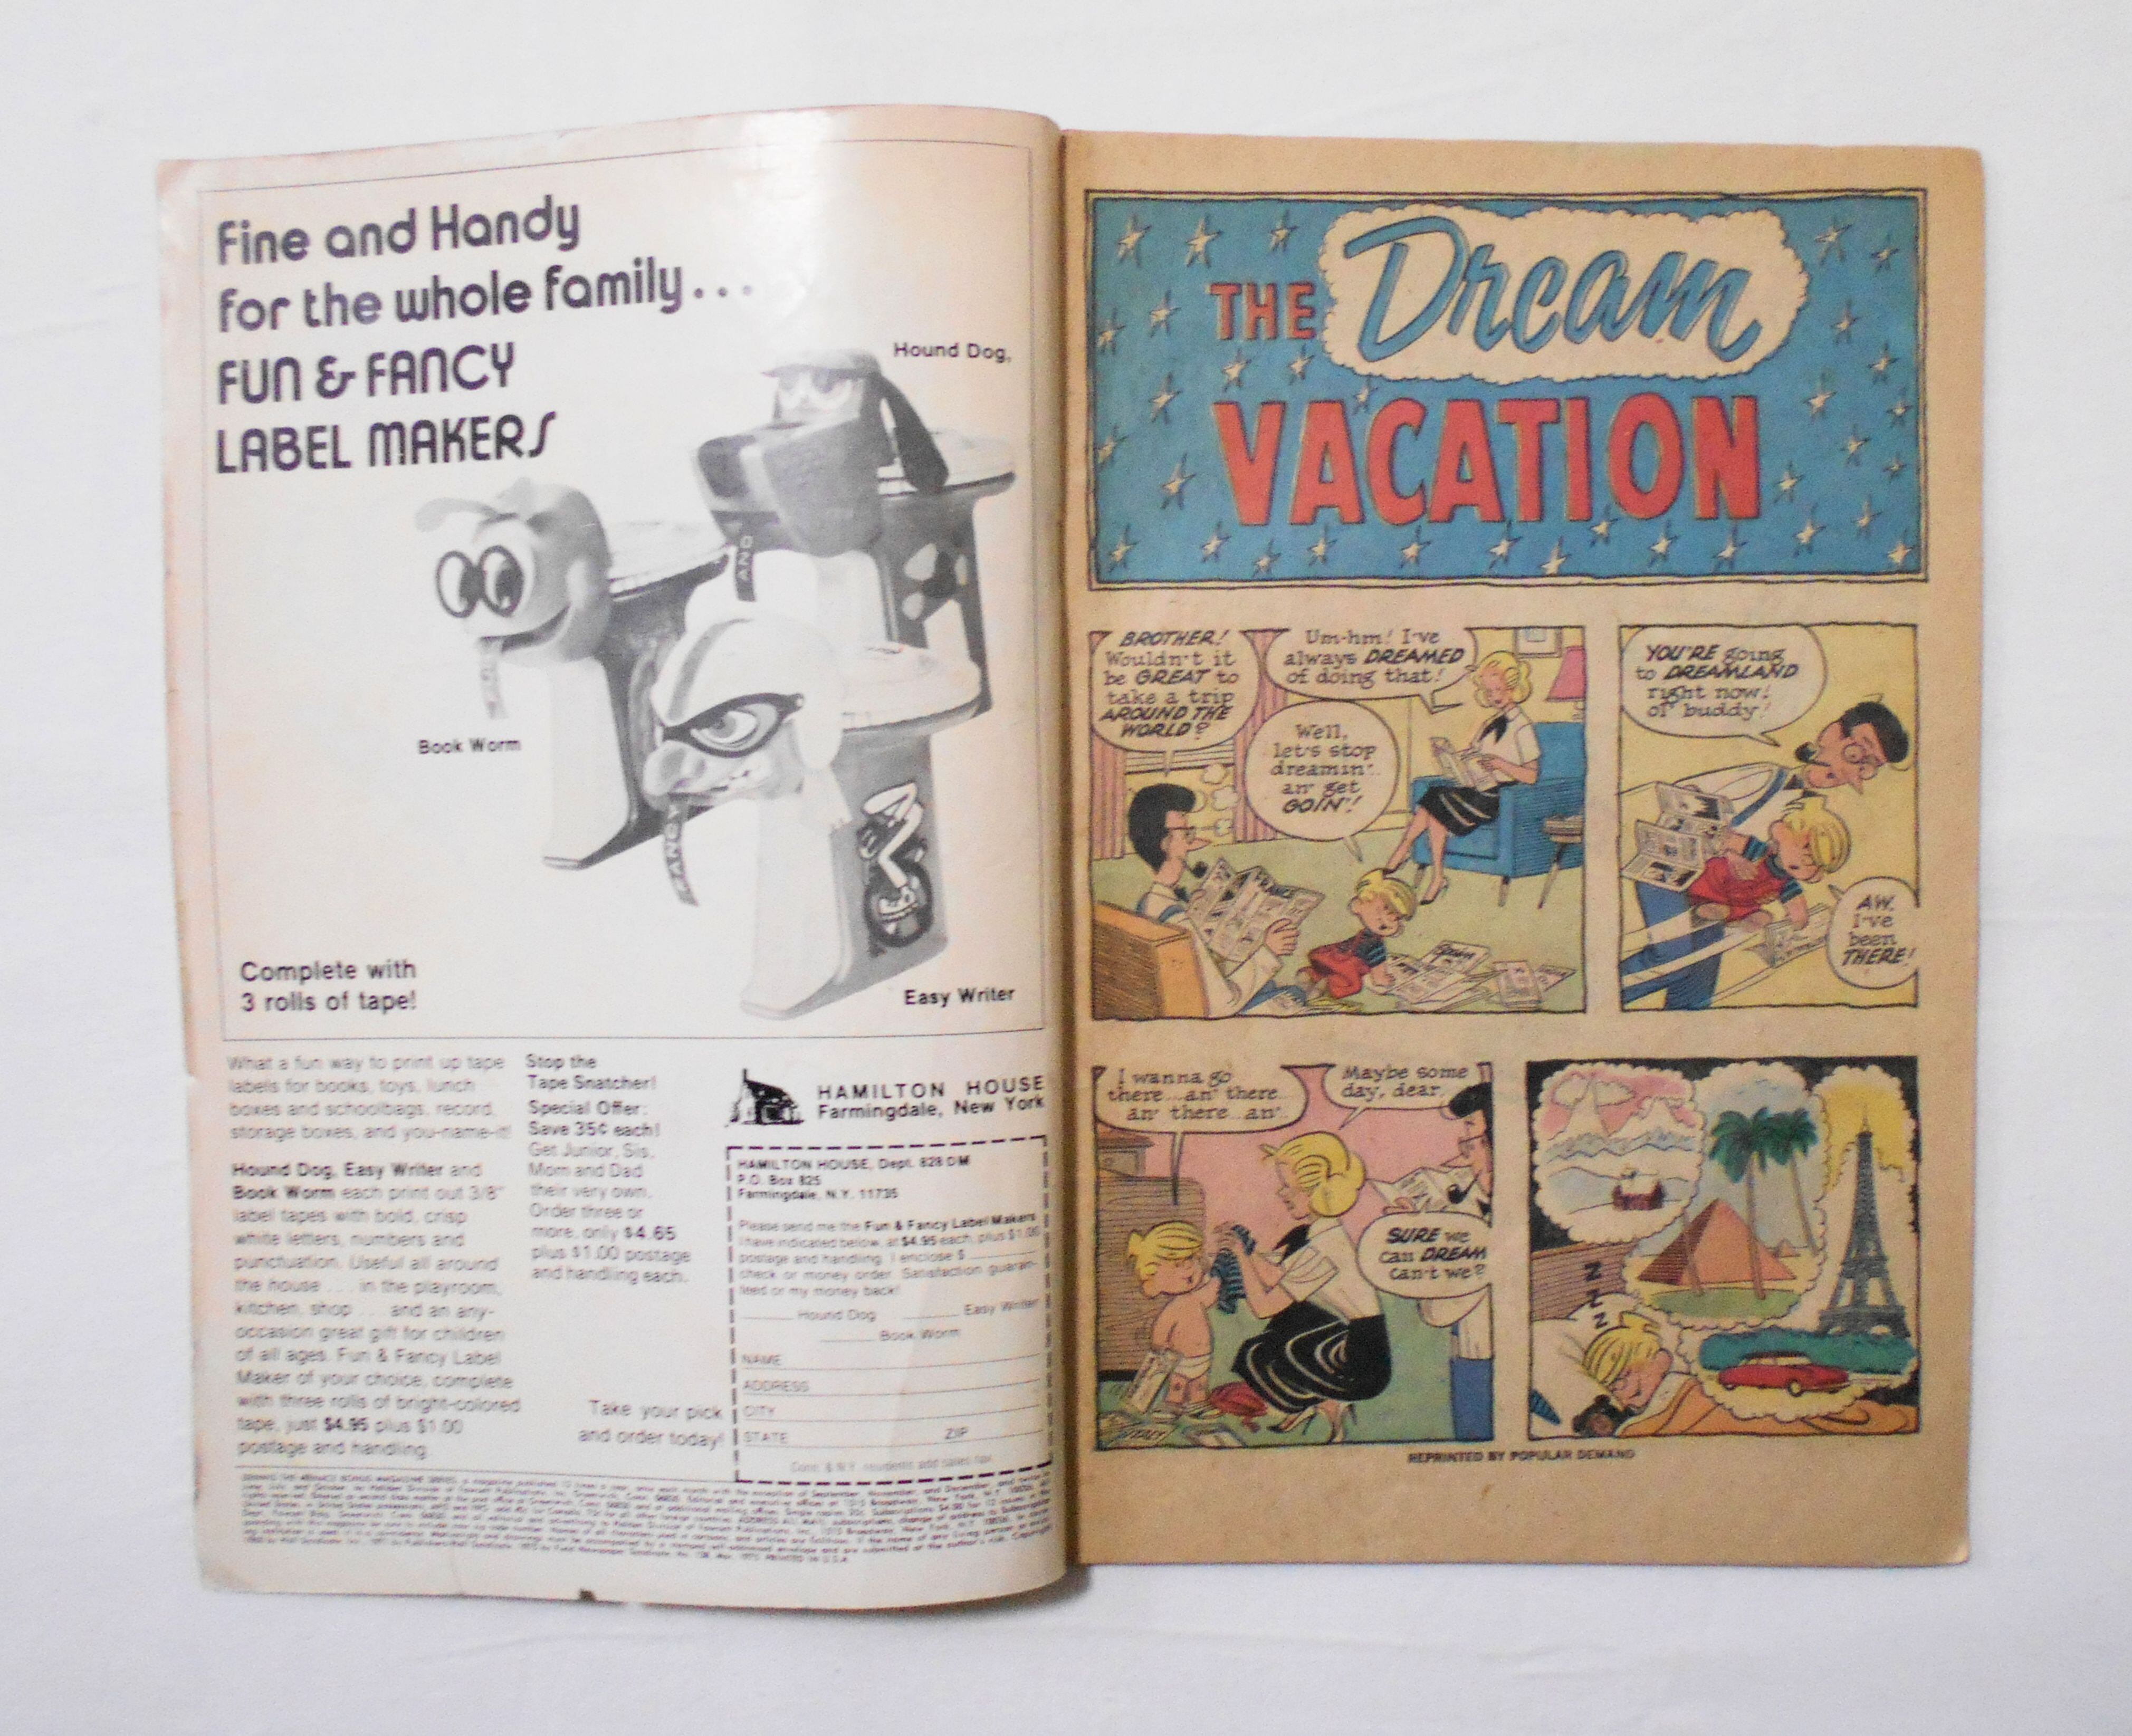 Fine and Handy
for the whole family...
FUN & FANCY
LABEL MAKERS
Hound Dog,
AND
Book Worm
FANCY
Complete with
3 rolls of tape!
Easy Writer
What a fun way to print up tape
labels for books, toys, lunch
boxes and schoolbags, record
storage boxes, and you-name-it!
Hound Dog, Easy Writer and
Book Worm each print out 3/8"
label tapes with bold, crisp
white letters, numbers and
punctuation. Useful all around
the house . . . in the playroom,
kitchen, shop . . . and an any-
occasion great gift for children
of all ages. Fun & Fancy Label
Maker of your choice, complete
with three rolls of bright-colored
tape, just $4.95 plus $1.00
postage and handling.
Stop the
Tape Snatcher!
Special Offer:
Save 35¢ each!
Get Junior, Sis,
Mom and Dad
their very own.
Order three or
more, only $4.65
plus $1.00 postage
and handling each.
Take your pick
and order today!
HAMILTON HOUSE
Farmingdale, New York
HAMILTON HOUSE, Dept. 828 DM
P.O. Box 825
Farmingdale, N.Y. 11735
Please send me the Fun & Fancy Label Makers
I have indicated below, at $4.95 each, plus $1.00
postage and handling. I enclose $
check or money order. Satisfaction guaran-
teed or my money back!
Hound Dog Easy Writer
Book Worm
NAME
ADDRESS
CITY
STATE ZIP
Conn. & N.Y. residents add sales tax.
THE Dream
VACATION
BROTHER!
Wouldn't it
be GREAT to
take a trip
AROUND THE
WORLD?
Um-hm! I've
always DREAMED
of doing that!
Well,
let's stop
dreamin'
an' get
GOIN'!
FRANCE
YOU'RE going
to DREAMLAND
right now!
ol' buddy!
AW,
I've
been
THERE!
I wanna go
there...an' there
an' there...an'
Maybe some
day, dear.
SURE we
can DREAM
can't we?
ITALY
Z
Z
Z
REPRINTED BY POPULAR DEMAND